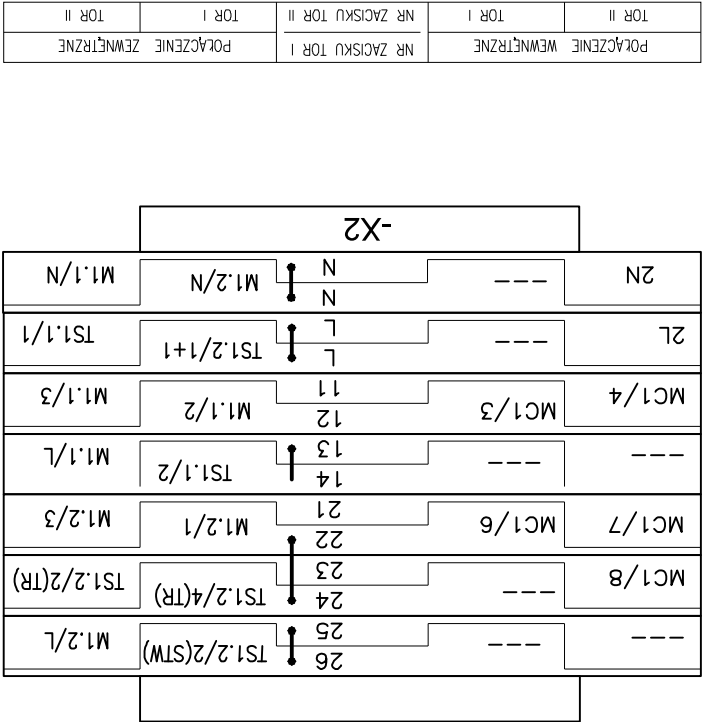 --- --- 26 TS1.2/2(STW) M1.2/L
25
MC1/8 --- 24 TS1.2/4(TR) TS1.2/2(TR)
23
MC1/7 MC1/6 22 M1.2/1 M1.2/3
21
--- --- 14 TS1.1/2 M1.1/L
13
MC1/4 MC1/3 12 M1.1/2 M1.1/3
11
2L --- L TS1.2/1+1 TS1.1/1
L
2N --- N M1.2/N M1.1/N
N
-X2
POŁĄCZENIE WEWNĘTRZNE NR ZACISKU TOR I POŁĄCZENIE ZEWNĘTRZNE
TOR II TOR I NR ZACISKU TOR II TOR I TOR II